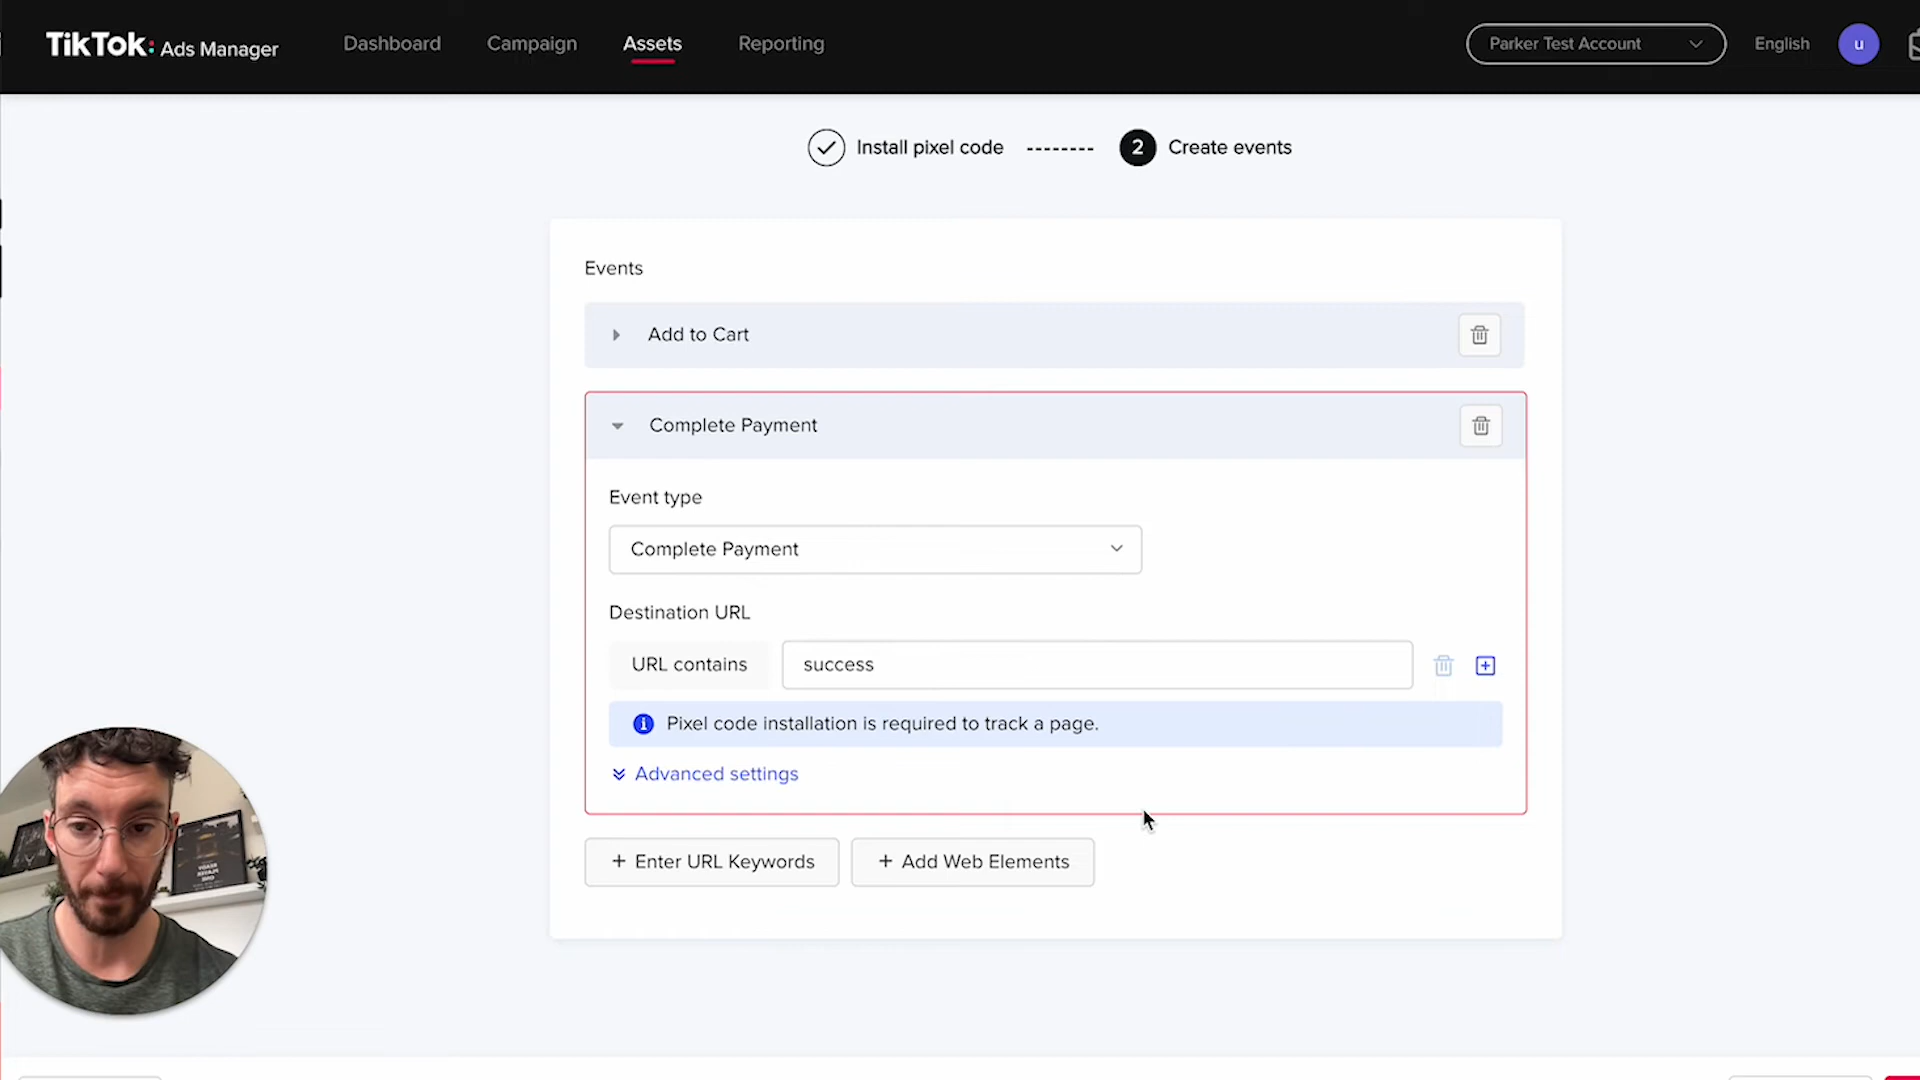 TikTok: Ads Manager
Dashboard
Campaign
Assets
Reporting
Parker Test Account
English
u
Install pixel code
2 Create events
Events
Add to Cart
Complete Payment
Event type
Complete Payment
Destination URL
URL contains
success
Pixel code installation is required to track a page.
Advanced settings
+ Enter URL Keywords
+ Add Web Elements